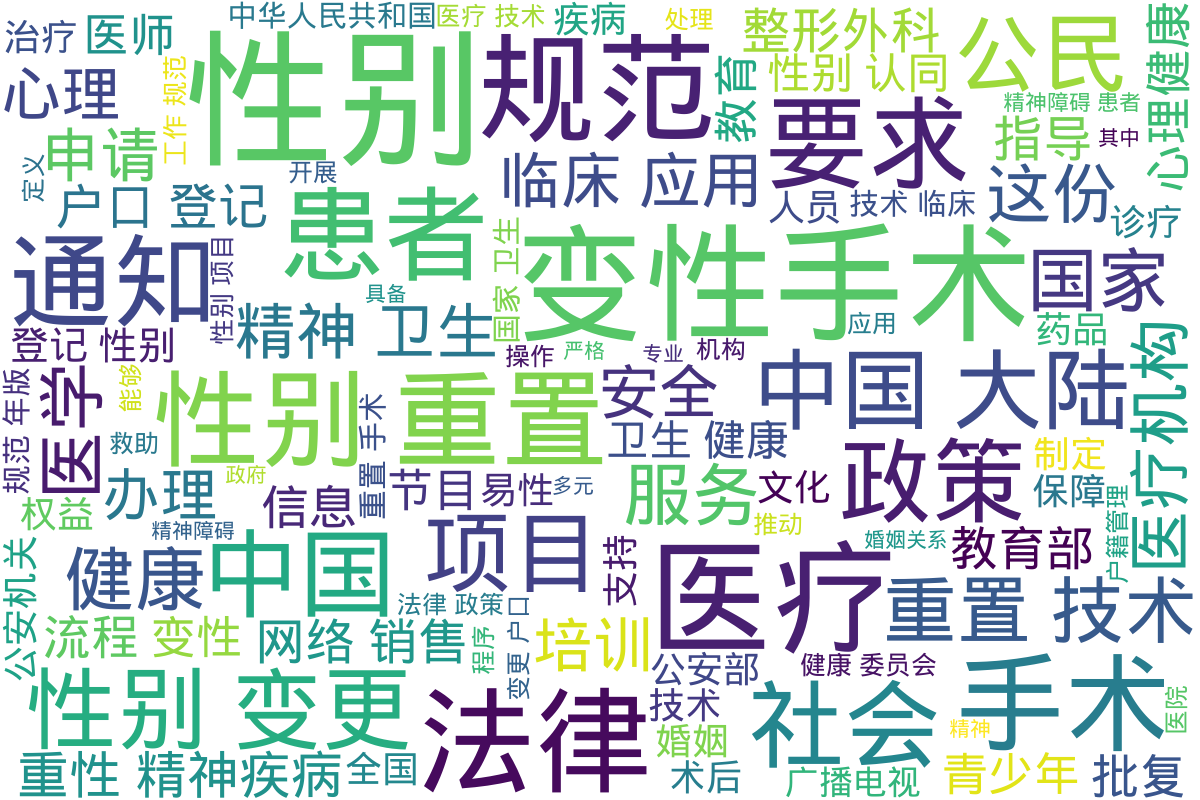 中华人民共和国
医疗 技术
疾病
处理
整形外科
公民
心理健康
治疗
医师
性别
规范
教育
性别 认同
心理
工作 规范
要求
精神障碍 患者
指导
其中
申请
定义
开展
临床 应用
户口 登记
患者
人员
技术 临床
这份
诊疗
通知
性别 项目
国家 卫生
变性手术
国家
具备
精神
卫生
应用
药品
登记 性别
操作
严格
专业
机构
医疗机构
规范 年版
医学
能够
性别 重置
重置 手术
安全
中国 大陆
救助
卫生 健康
政策
制定
办理
政府
信息
节目
易性
多元
服务
文化
保障
权益
精神障碍
项目
推动
户籍管理
公安机关
健康
中国
支持
医疗
婚姻关系
教育部
法律 政策
重置 技术
流程 变性
网络 销售
程序
变更 户口
培训
公安部
健康 委员会
性别 变更
法律
技术
社会
手术
医院
婚姻
精神
重性 精神疾病
全国
术后
广播电视
青少年
批复